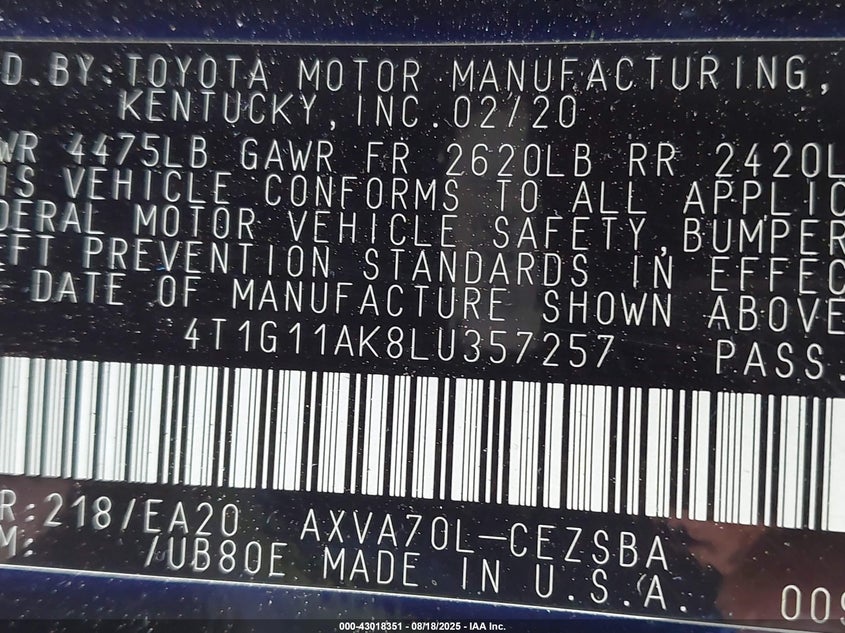 D. BY: TOYOTA MOTOR MANUFACTURING,
KENTUCKY, INC. 02/20
WR 4475LB GAWR FR 2620LB RR 2420L
IS VEHICLE CONFORMS TO ALL APPLIC
DERAL MOTOR VEHICLE SAFETY, BUMPER
EFT PREVENTION STANDARDS IN EFFEC
DATE OF MANUFACTURE SHOWN ABOVE
4T1G11AK8LU357257 PASS.
R: 218/EA20 AXVA70L-CEZSBA
M: /UB80E MADE IN U.S.A. 009
000-43018351 - 08/18/2025 - IAA Inc.